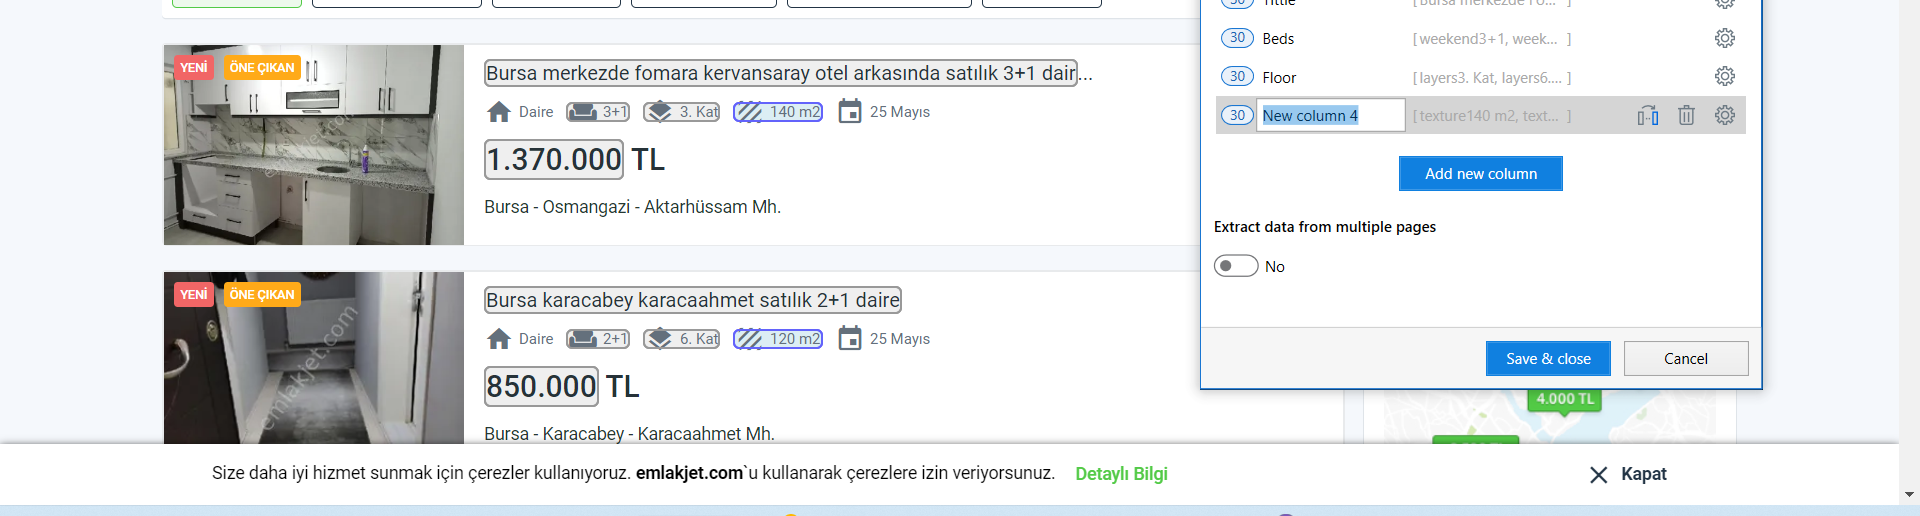 YENİ
ÖNE ÇIKAN
emlakjet.com
Bursa merkezde fomara kervansaray otel arkasında satılık 3+1 dair...
Daire 3+1 3. Kat 140 m2 25 Mayıs
1.370.000 TL
Bursa - Osmangazi - Aktarhüssam Mh.
YENİ
ÖNE ÇIKAN
emlakjet.com
Bursa karacabey karacaahmet satılık 2+1 daire
Daire 2+1 6. Kat 120 m2 25 Mayıs
850.000 TL
Bursa - Karacabey - Karacaahmet Mh.
30 Beds [ weekend3+1, week... ]
30 Floor [ layers3. Kat, layers6.... ]
30 New column 4 [ texture140 m2, text... ]
Add new column
Extract data from multiple pages
No
Save & close
Cancel
4.000 TL
Size daha iyi hizmet sunmak için çerezler kullanıyoruz. emlakjet.com`u kullanarak çerezlere izin veriyorsunuz. Detaylı Bilgi
Kapat